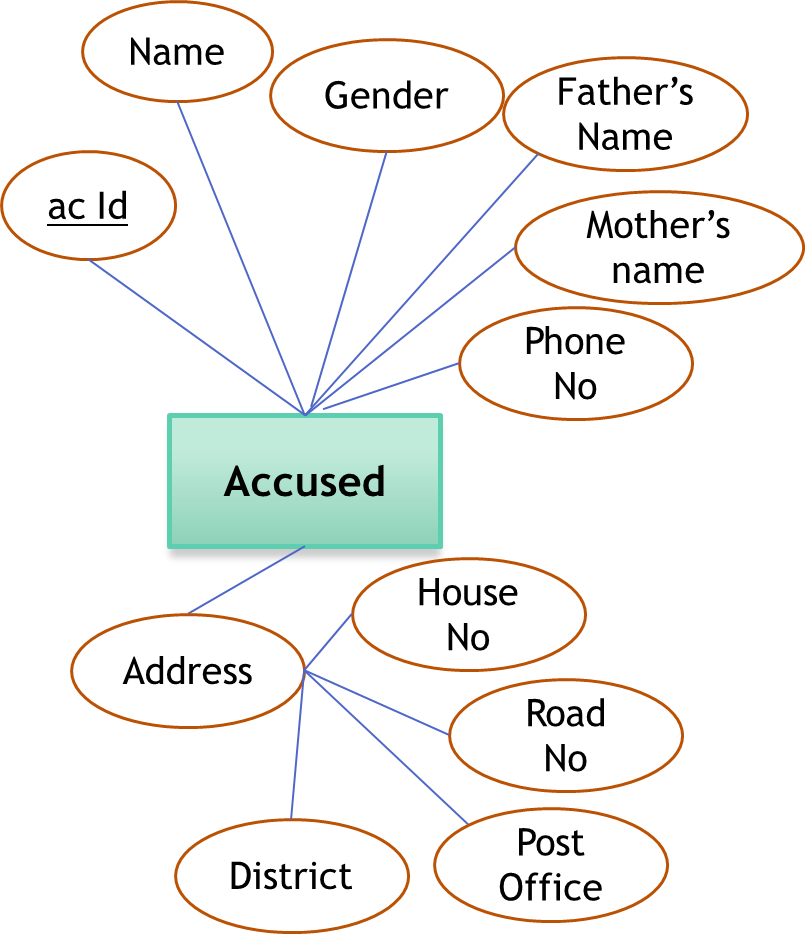 Name
Gender
Father’s
Name
ac Id
Mother’s
name
Phone
No
Accused
House
No
Address
Road
No
Post
Office
District